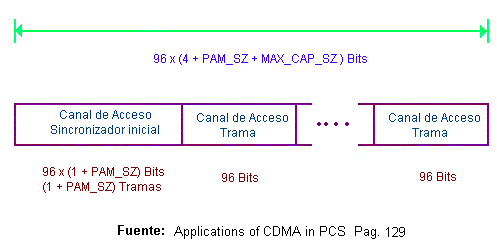 96 x (4 + PAM_SZ + MAX_CAP_SZ ) Bits
Canal de Acceso
Sincronizador inicial
Canal de Acceso
Trama
....
Canal de Acceso
Trama
96 x (1 + PAM_SZ) Bits
(1 + PAM_SZ) Tramas
96 Bits
96 Bits
Fuente: Applications of CDMA in PCS Pag. 129